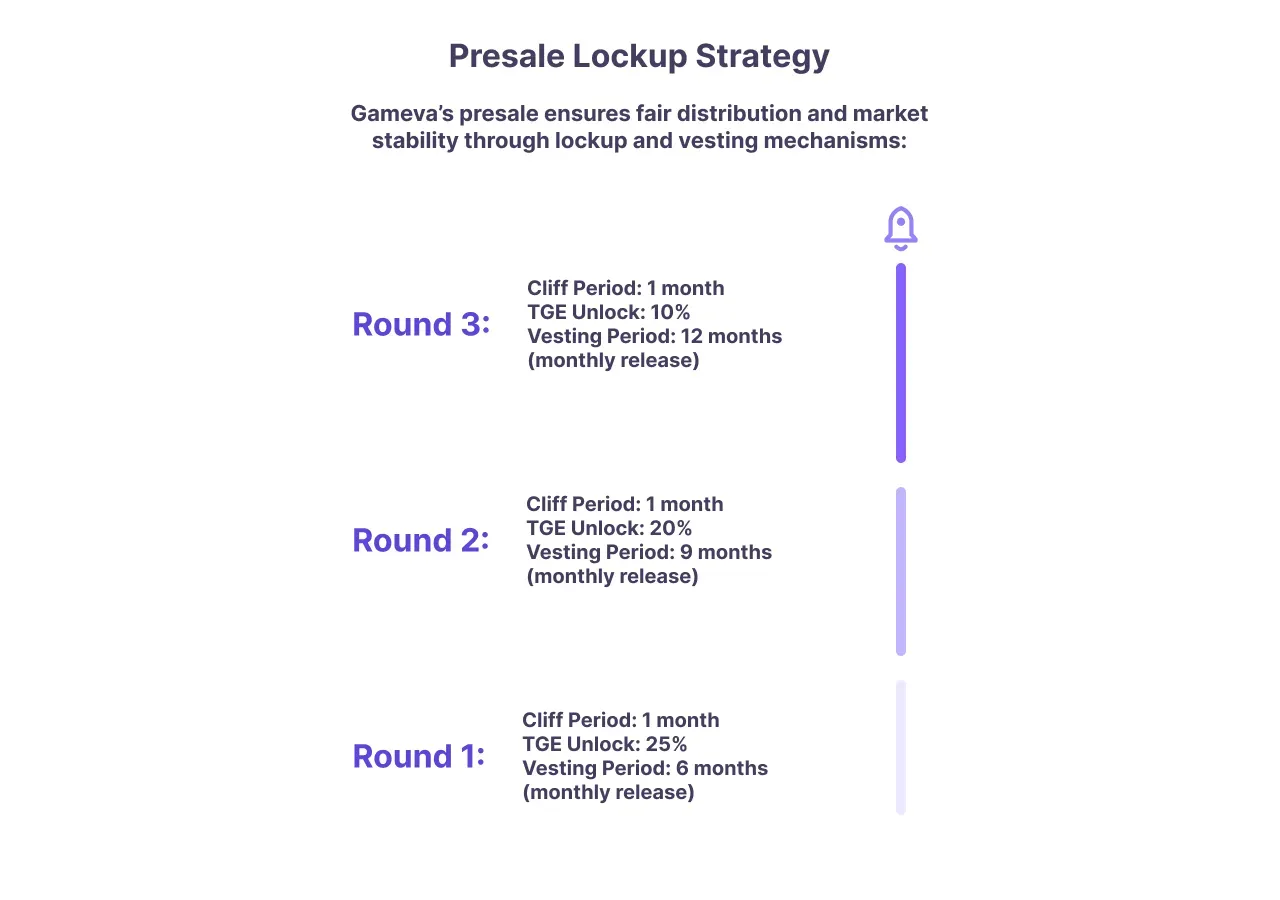 Presale Lockup Strategy
Gameva’s presale ensures fair distribution and market
stability through lockup and vesting mechanisms:
Round 3:
Cliff Period: 1 month
TGE Unlock: 10%
Vesting Period: 12 months
(monthly release)
Round 2:
Cliff Period: 1 month
TGE Unlock: 20%
Vesting Period: 9 months
(monthly release)
Round 1:
Cliff Period: 1 month
TGE Unlock: 25%
Vesting Period: 6 months
(monthly release)